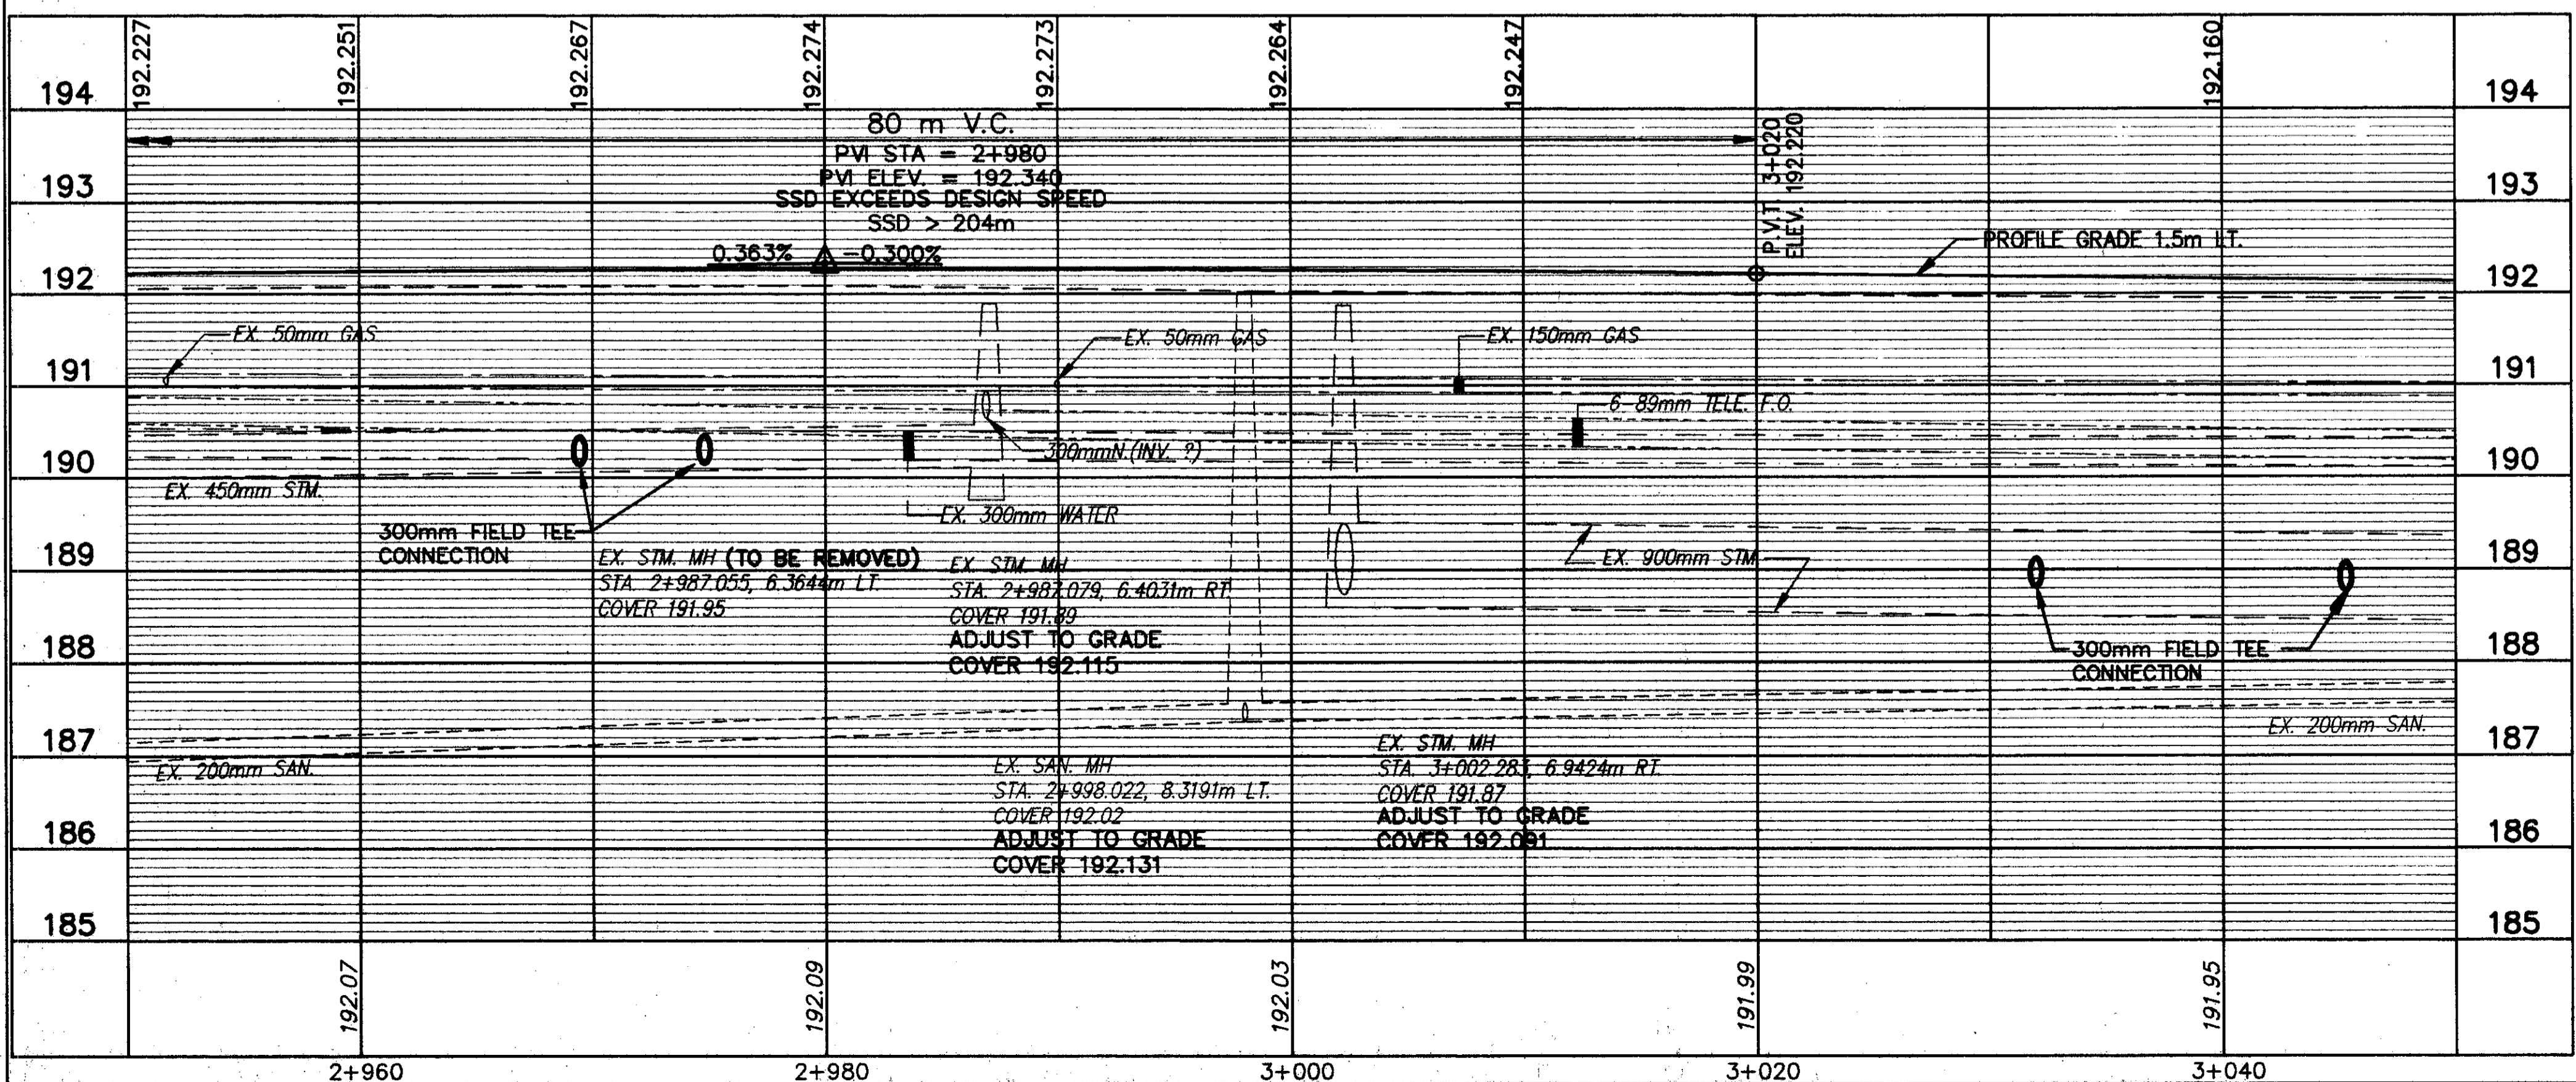 192.227
192.251
192.267
192.274
192.273
192.264
192.247
192.160
194
194
80 m V.C.
PVI STA = 2+980
PVI ELEV. = 192.340
SSD EXCEEDS DESIGN SPEED
SSD > 204m
P.V.T. 3+020
ELEV. 192.220
193
193
0.363%
-0.300%
PROFILE GRADE 1.5m LT.
192
192
EX. 50mm GAS
EX. 50mm GAS
EX. 150mm GAS
191
191
6-89mm TELE. F.O.
300mmN.(INV. ?)
190
190
EX. 450mm STM.
EX. 300mm WATER
300mm FIELD TEE
CONNECTION
189
189
EX. STM. MH (TO BE REMOVED)
STA. 2+987.055, 6.3644m LT.
COVER 191.95
EX. STM. MH
STA. 2+987.079, 6.4031m RT.
COVER 191.89
ADJUST TO GRADE
COVER 192.115
EX. 900mm STM.
188
188
300mm FIELD TEE
CONNECTION
187
187
EX. 200mm SAN.
EX. 200mm SAN.
EX. SAN. MH
STA. 2+998.022, 8.3191m LT.
COVER 192.02
ADJUST TO GRADE
COVER 192.131
EX. STM. MH
STA. 3+002.283, 6.9424m RT.
COVER 191.87
ADJUST TO GRADE
COVER 192.091
186
186
185
185
192.07
192.09
192.03
191.99
191.95
2+960
2+980
3+000
3+020
3+040